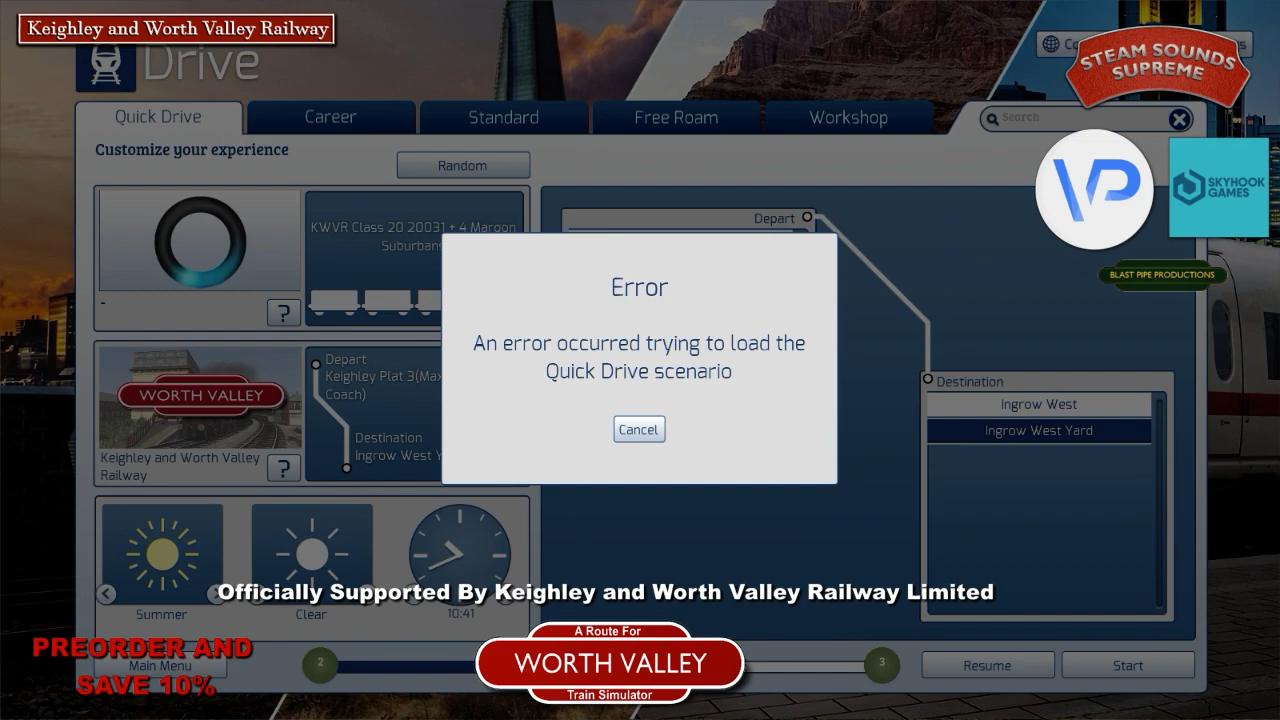 Keighley and Worth Valley Railway
Drive
STEAM SOUNDS
SUPREME
Quick Drive
Career
Standard
Free Roam
Workshop
Search
Customize your experience
Random
VP
SKYHOOK
GAMES
BLAST PIPE PRODUCTIONS
KWVR Class 20 20031 + 4 Maroon
Suburbans
-
?
Depart
Error
An error occurred trying to load the
Quick Drive scenario
Cancel
WORTH VALLEY
Keighley and Worth Valley
Railway
?
Depart
Keighley Plat 3(Max
Coach)
Destination
Ingrow West Y
Destination
Ingrow West
Ingrow West Yard
Summer
Clear
10:41
Officially Supported By Keighley and Worth Valley Railway Limited
PREORDER AND
SAVE 10%
Main Menu
2
A Route For
WORTH VALLEY
Train Simulator
3
Resume
Start